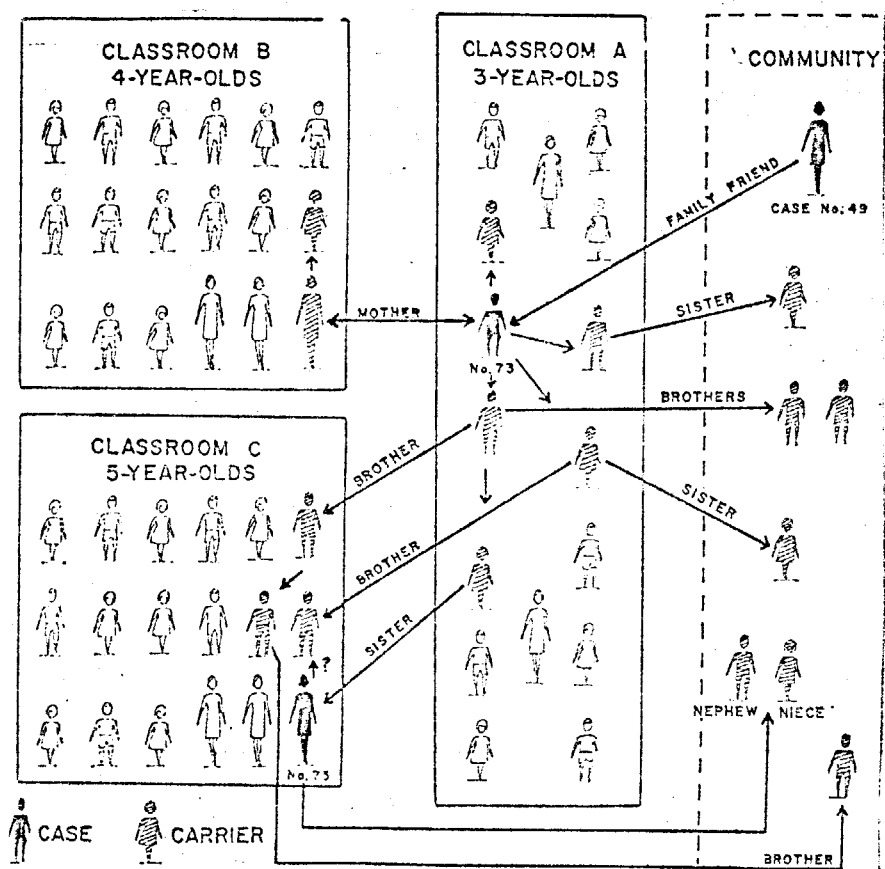 CLASSROOM B
4-YEAR-OLDS
CLASSROOM A
3-YEAR-OLDS
COMMUNITY
FAMILY FRIEND
CASE No. 49
MOTHER
SISTER
No. 73
BROTHERS
CLASSROOM C
5-YEAR-OLDS
BROTHER
BROTHER
SISTER
SISTER
?
NEPHEW NIECE
No. 75
CASE
CARRIER
BROTHER